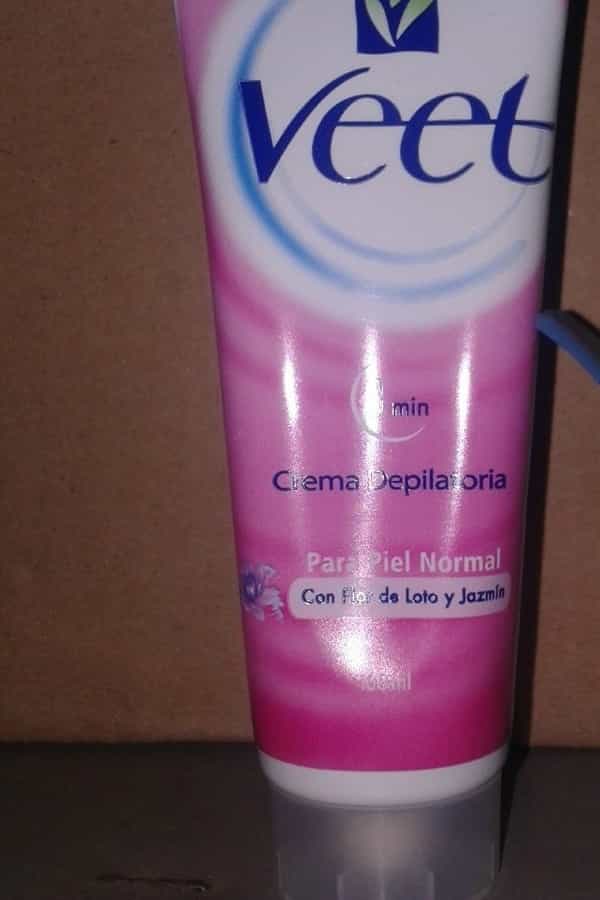 Veet
min
Crema Depilatoria
Para Piel Normal
Con Flor de Loto y Jazmín